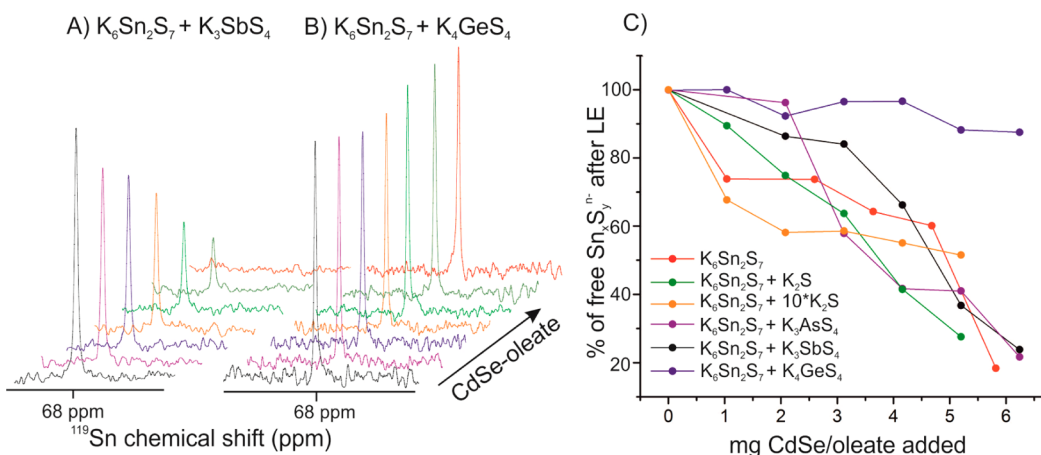 A) K₆Sn₂S₇ + K₃SbS₄
B) K₆Sn₂S₇ + K₄GeS₄
CdSe-oleate
68 ppm
68 ppm
¹¹⁹Sn chemical shift (ppm)
C)
% of free SnₓS_yⁿ⁻ after LE
100
80
60
40
20
K₆Sn₂S₇
K₆Sn₂S₇ + K₂S
K₆Sn₂S₇ + 10*K₂S
K₆Sn₂S₇ + K₃AsS₄
K₆Sn₂S₇ + K₃SbS₄
K₆Sn₂S₇ + K₄GeS₄
0
1
2
3
4
5
6
mg CdSe/oleate added